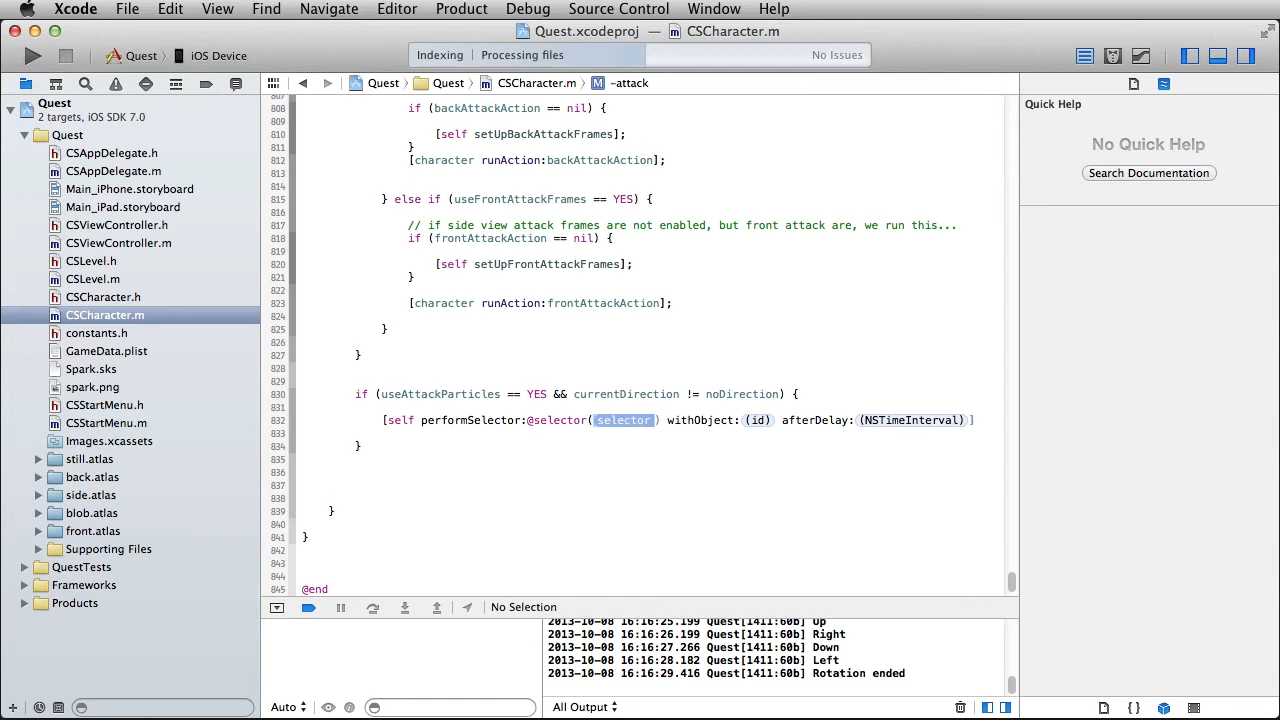 Xcode File Edit View Find Navigate Editor Product Debug Source Control Window Help
Quest.xcodeproj — CSCharacter.m
Quest iOS Device
Indexing Processing files No Issues
Quest Quest CSCharacter.m M -attack
Quest
2 targets, iOS SDK 7.0
Quest
h CSAppDelegate.h
m CSAppDelegate.m
Main_iPhone.storyboard
Main_iPad.storyboard
h CSViewController.h
m CSViewController.m
h CSLevel.h
m CSLevel.m
h CSCharacter.h
m CSCharacter.m
h constants.h
GameData.plist
Spark.sks
spark.png
h CSStartMenu.h
m CSStartMenu.m
Images.xcassets
still.atlas
back.atlas
side.atlas
blob.atlas
front.atlas
Supporting Files
QuestTests
Frameworks
Products
807
808 if (backAttackAction == nil) {
809
810 [self setUpBackAttackFrames];
811 }
812 [character runAction:backAttackAction];
813
814
815 } else if (useFrontAttackFrames == YES) {
816
817 // if side view attack frames are not enabled, but front attack are, we run this...
818 if (frontAttackAction == nil) {
819
820 [self setUpFrontAttackFrames];
821 }
822
823 [character runAction:frontAttackAction];
824
825 }
826
827 }
828
829
830 if (useAttackParticles == YES && currentDirection != noDirection) {
831
832 [self performSelector:@selector(selector) withObject:(id) afterDelay:(NSTimeInterval)]
833
834 }
835
836
837
838
839 }
840
841 }
842
843
844
845 @end
Quick Help
No Quick Help
Search Documentation
No Selection
2013-10-08 16:16:25.199 Quest[1411:60b] Up
2013-10-08 16:16:26.199 Quest[1411:60b] Right
2013-10-08 16:16:27.266 Quest[1411:60b] Down
2013-10-08 16:16:28.182 Quest[1411:60b] Left
2013-10-08 16:16:29.416 Quest[1411:60b] Rotation ended
Auto All Output